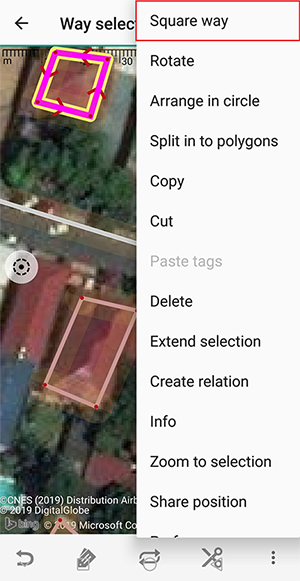 Way selec
Square way
m
30
Rotate
Arrange in circle
Split in to polygons
Copy
Cut
Paste tags
Delete
Extend selection
Create relation
Info
Zoom to selection
Share position
©CNES (2019) Distribution Airb
© 2019 DigitalGlobe
bing © 2019 Microsoft Co